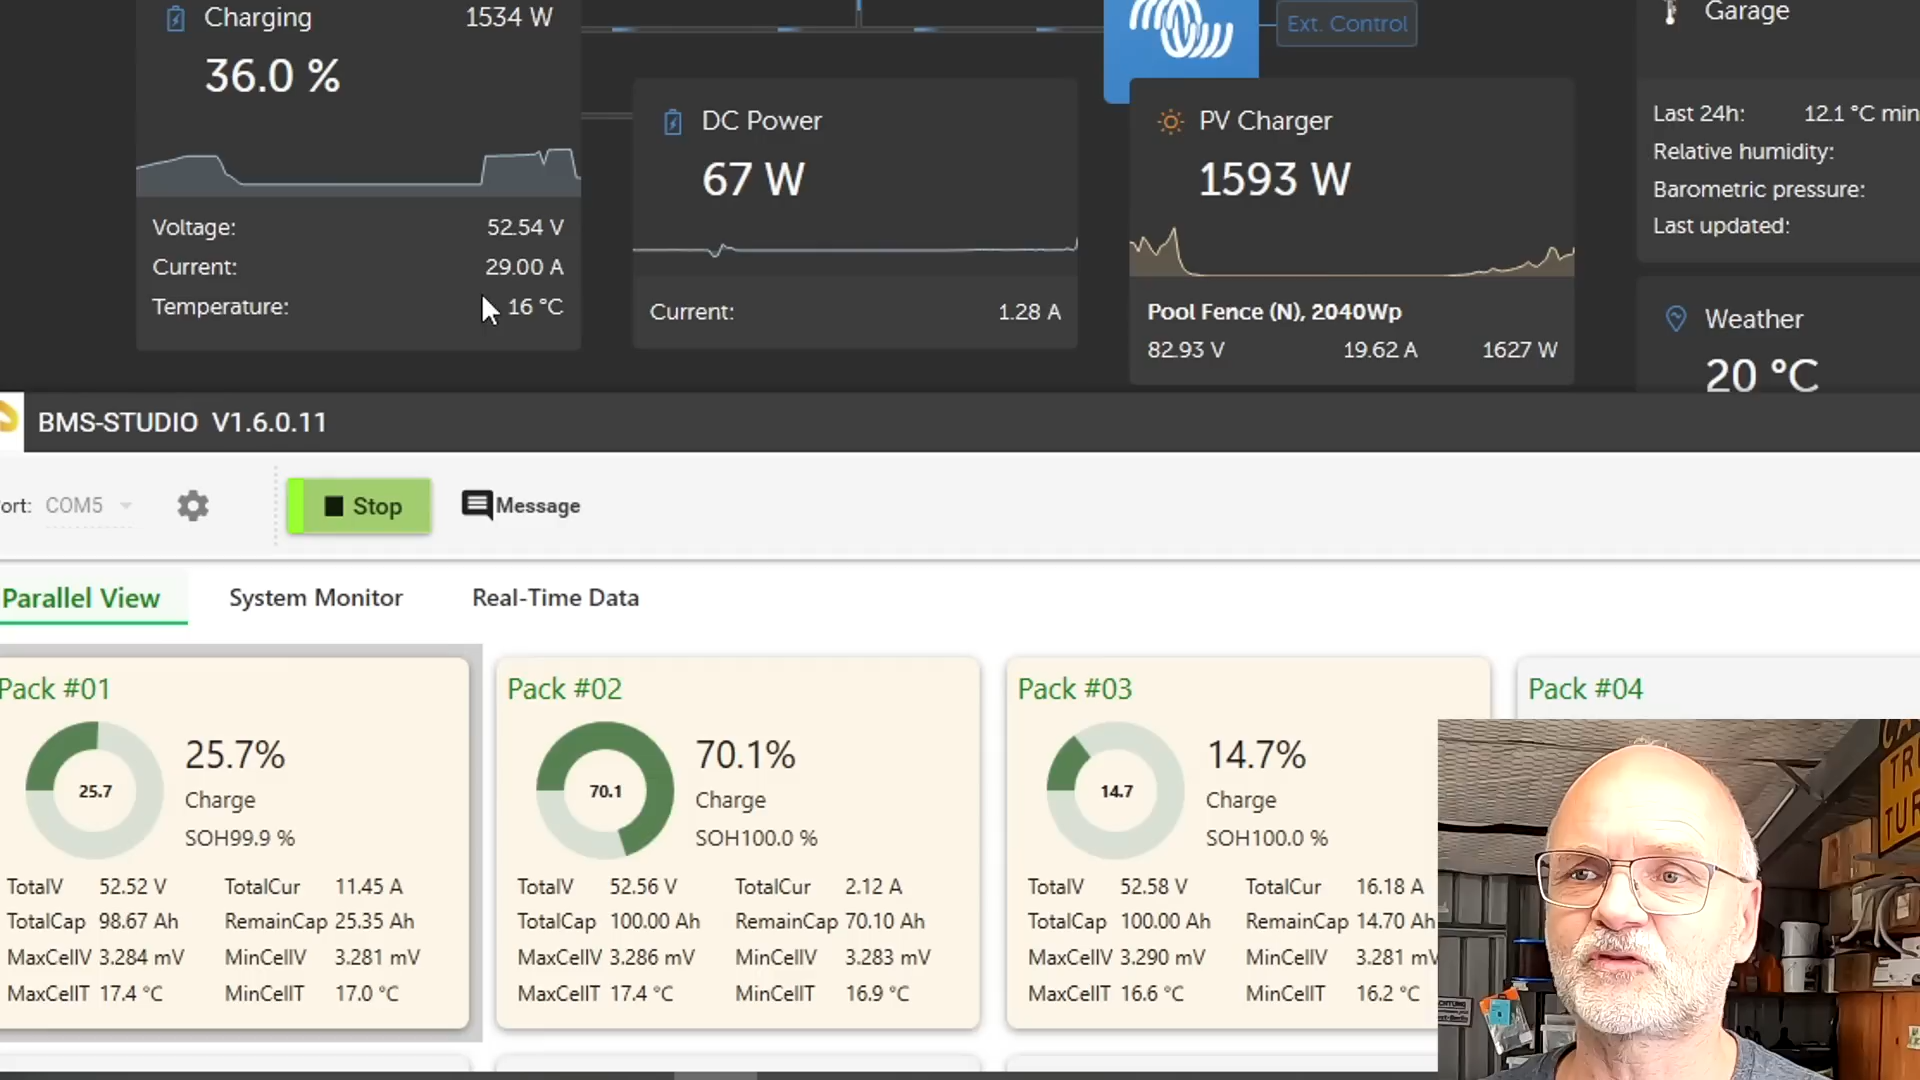 Charging 1534 W
36.0 %
Voltage: 52.54 V
Current: 29.00 A
Temperature: 16 °C
DC Power
67 W
Current: 1.28 A
Ext. Control
PV Charger
1593 W
Pool Fence (N), 2040Wp
82.93 V 19.62 A 1627 W
Garage
Last 24h: 12.1 °C min
Relative humidity:
Barometric pressure:
Last updated:
Weather
20 °C
BMS-STUDIO V1.6.0.11
ort: COM5 Stop Message
Parallel View System Monitor Real-Time Data
Pack #01
25.7
25.7%
Charge
SOH99.9 %
TotalV 52.52 V TotalCur 11.45 A
TotalCap 98.67 Ah RemainCap 25.35 Ah
MaxCellV 3.284 mV MinCellV 3.281 mV
MaxCellT 17.4 °C MinCellT 17.0 °C
Pack #02
70.1
70.1%
Charge
SOH100.0 %
TotalV 52.56 V TotalCur 2.12 A
TotalCap 100.00 Ah RemainCap 70.10 Ah
MaxCellV 3.286 mV MinCellV 3.283 mV
MaxCellT 17.4 °C MinCellT 16.9 °C
Pack #03
14.7
14.7%
Charge
SOH100.0 %
TotalV 52.58 V TotalCur 16.18 A
TotalCap 100.00 Ah RemainCap 14.70 Ah
MaxCellV 3.290 mV MinCellV 3.281 mV
MaxCellT 16.6 °C MinCellT 16.2 °C
Pack #04
CA
TR
TUR